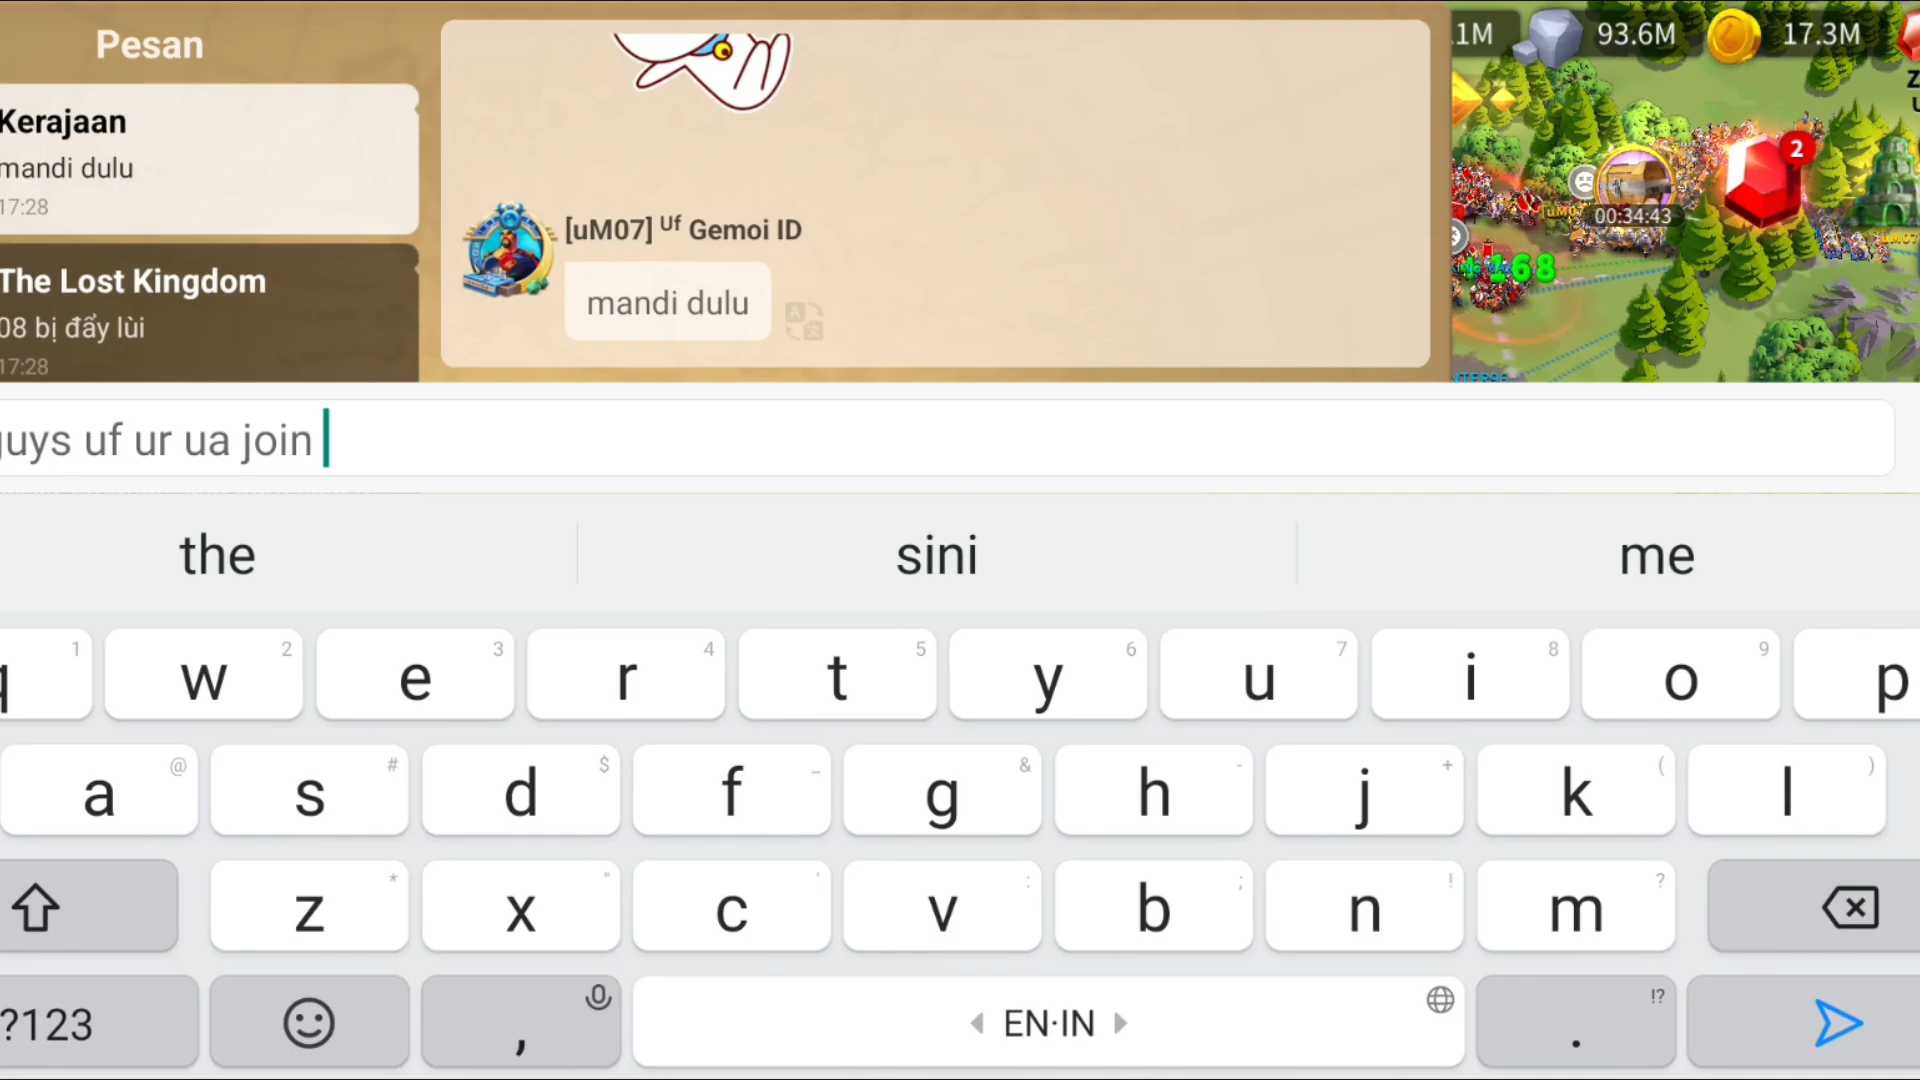 Pesan
Kerajaan
mandi dulu
17:28
The Lost Kingdom
08 bị đẩy lùi
17:28
[uM07] Uf Gemoi ID
mandi dulu
.1M 93.6M 17.3M
2
00:34:43
168
guys uf ur ua join
the sini me
q 1 w 2 e 3 r 4 t 5 y 6 u 7 i 8 o 9 p
a @ s # d $ f _ g & h - j + k ( l )
z * x " c ' v : b ; n ! m ?
?123 , EN·IN . !?